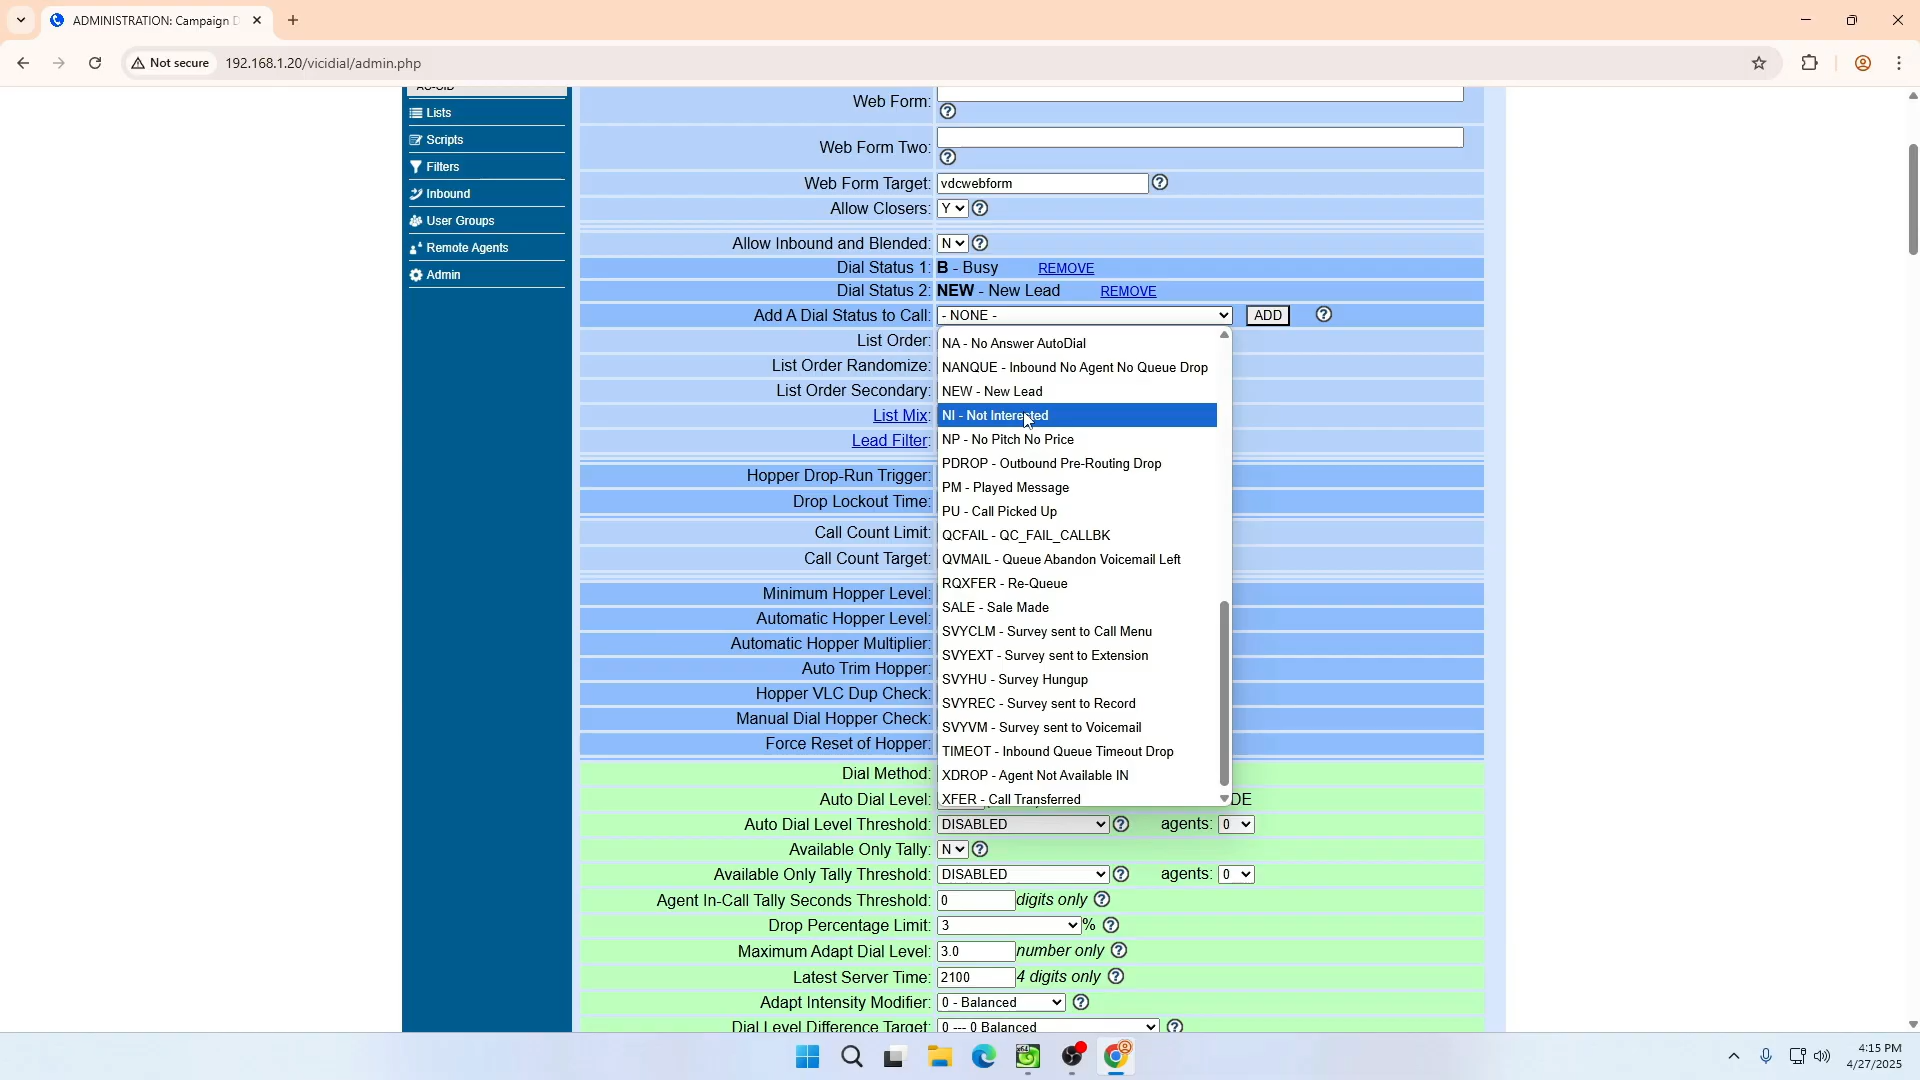 ADMINISTRATION: Campaign D
Not secure
192.168.1.20/vicidial/admin.php
AC-CID
Lists
Scripts
Filters
Inbound
User Groups
Remote Agents
Admin
Web Form:
Web Form Two:
Web Form Target: vdcwebform
Allow Closers: Y
Allow Inbound and Blended: N
Dial Status 1: B - Busy REMOVE
Dial Status 2: NEW - New Lead REMOVE
Add A Dial Status to Call: - NONE - ADD
List Order:
List Order Randomize:
List Order Secondary:
List Mix:
Lead Filter:
Hopper Drop-Run Trigger:
Drop Lockout Time:
Call Count Limit:
Call Count Target:
Minimum Hopper Level:
Automatic Hopper Level:
Automatic Hopper Multiplier:
Auto Trim Hopper:
Hopper VLC Dup Check:
Manual Dial Hopper Check:
Force Reset of Hopper:
NA - No Answer AutoDial
NANQUE - Inbound No Agent No Queue Drop
NEW - New Lead
NI - Not Interested
NP - No Pitch No Price
PDROP - Outbound Pre-Routing Drop
PM - Played Message
PU - Call Picked Up
QCFAIL - QC_FAIL_CALLBK
QVMAIL - Queue Abandon Voicemail Left
RQXFER - Re-Queue
SALE - Sale Made
SVYCLM - Survey sent to Call Menu
SVYEXT - Survey sent to Extension
SVYHU - Survey Hungup
SVYREC - Survey sent to Record
SVYVM - Survey sent to Voicemail
TIMEOT - Inbound Queue Timeout Drop
XDROP - Agent Not Available IN
XFER - Call Transferred
Dial Method:
Auto Dial Level: DE
Auto Dial Level Threshold: DISABLED agents: 0
Available Only Tally: N
Available Only Tally Threshold: DISABLED agents: 0
Agent In-Call Tally Seconds Threshold: 0 digits only
Drop Percentage Limit: 3 %
Maximum Adapt Dial Level: 3.0 number only
Latest Server Time: 2100 4 digits only
Adapt Intensity Modifier: 0 - Balanced
Dial Level Difference Target: 0 --- 0 Balanced
4:15 PM
4/27/2025